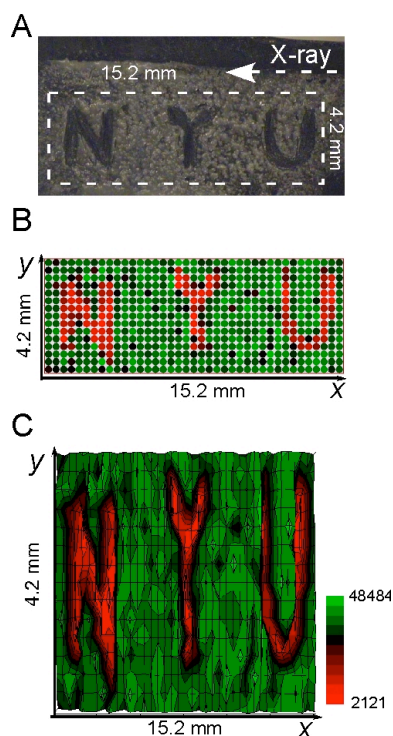 A
X-ray
15.2 mm
4.2 mm
N Y U
B
y
4.2 mm
N Y U
15.2 mm
x
C
y
4.2 mm
N Y U
48484
2121
15.2 mm
x